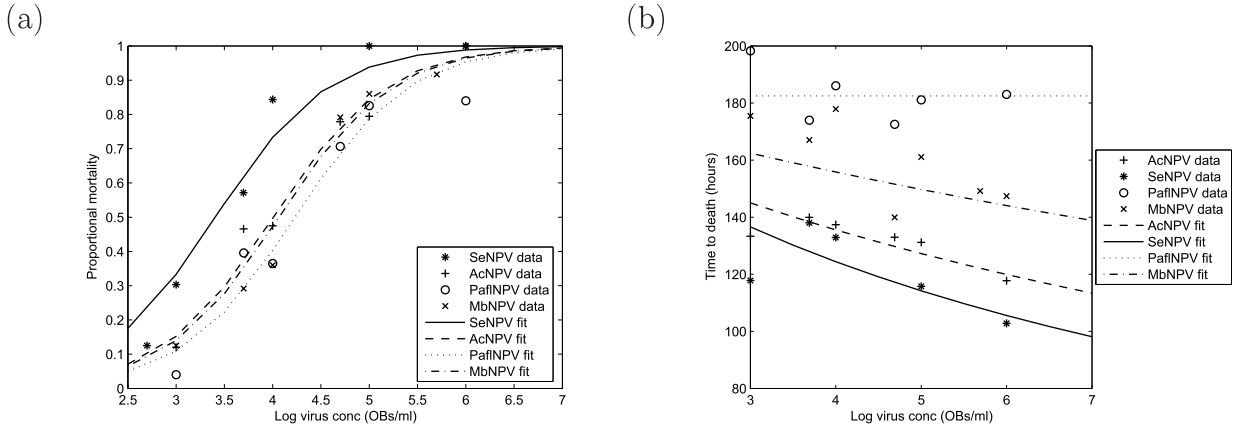 (a)
Proportional mortality
1
0.9
0.8
0.7
0.6
0.5
0.4
0.3
0.2
0.1
0
2.5 3 3.5 4 4.5 5 5.5 6 6.5 7
Log virus conc (OBs/ml)
SeNPV data
AcNPV data
PaflNPV data
MbNPV data
SeNPV fit
AcNPV fit
PaflNPV fit
MbNPV fit
(b)
Time to death (hours)
200
180
160
140
120
100
80
3 4 5 6 7
Log virus conc (OBs/ml)
AcNPV data
SeNPV data
PaflNPV data
MbNPV data
AcNPV fit
SeNPV fit
PaflNPV fit
MbNPV fit